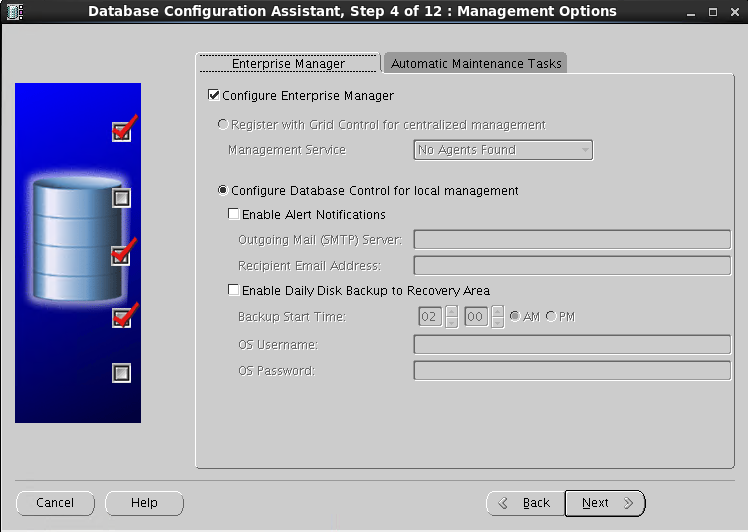 Database Configuration Assistant, Step 4 of 12 : Management Options
Enterprise Manager
Automatic Maintenance Tasks
Configure Enterprise Manager
Register with Grid Control for centralized management
Management Service
No Agents Found
Configure Database Control for local management
Enable Alert Notifications
Outgoing Mail (SMTP) Server:
Recipient Email Address:
Enable Daily Disk Backup to Recovery Area
Backup Start Time:
02
00
AM
PM
OS Username:
OS Password:
Cancel
Help
Back
Next